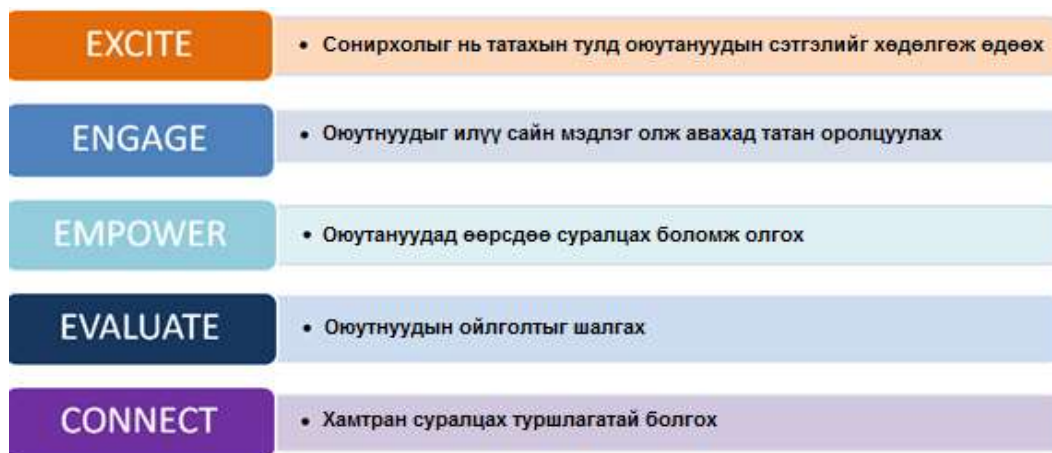 EXCITE
• Сонирхолыг нь татахын тулд оюутануудын сэтгэлийг хөдөлгөж өдөөх
ENGAGE
• Оюутнуудыг илүү сайн мэдлэг олж авахад татан оролцуулах
EMPOWER
• Оюутануудад өөрсдөө суралцах боломж олгох
EVALUATE
• Оюутнуудын ойлголтыг шалгах
CONNECT
• Хамтран суралцах туршлагатай болгох